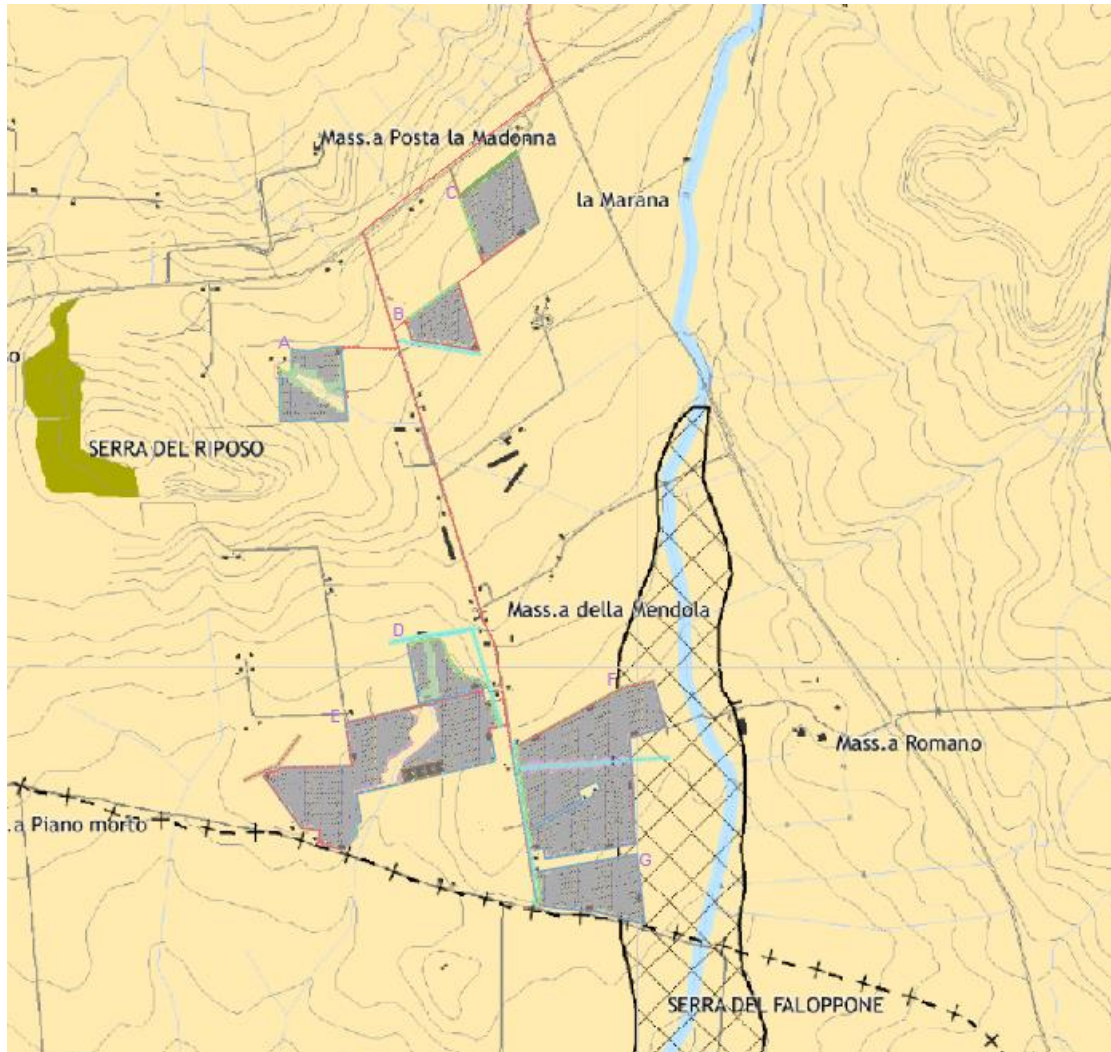 Mass.a Posta la Madonna
C
la Marana
B
A
so
SERRA DEL RIPOSO
Mass.a della Mendola
D
F
E
Mass.a Romano
.a Piano morto
G
SERRA DEL FALOPPONE